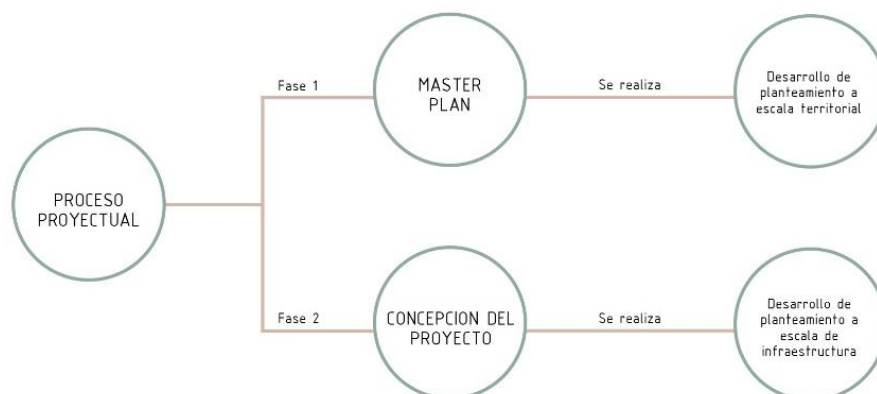 PROCESO
PROYECTUAL
Fase 1
MASTER
PLAN
Se realiza
Desarrollo de
planteamiento a
escala territorial
Fase 2
CONCEPCION DEL
PROYECTO
Se realiza
Desarrollo de
planteamiento a
escala de
infraestructura